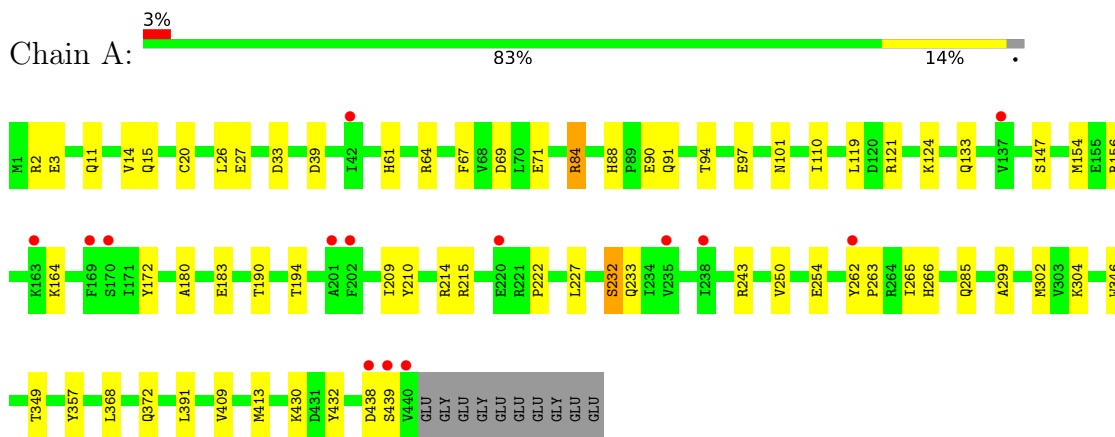 3%
Chain A:
83% 14% •
M1 R2 E3 Q11 V14 Q15 C20 L26 E27 D33 D39 I42 H61 R64 F67 V68 D69 L70 E71 R84 H88 P89 E90 Q91 T94 E97 N101 I110 L119 D120 R121 K124 Q133 V137 S147 M154 E155 R156
K163 K164 F169 S170 I171 Y172 A180 E183 T190 T194 A201 F202 I209 Y210 R214 R215 E220 R221 P222 L227 S232 Q233 I234 V235 I238 R243 V250 E254 Y262 P263 R264 I265 H266 Q285 A299 M302 V303 K304 W346
T349 Y357 L368 Q372 L391 V409 M413 K430 D431 Y432 D438 S439 V440 GLU GLY GLU GLY GLU GLU GLU GLY GLU GLU